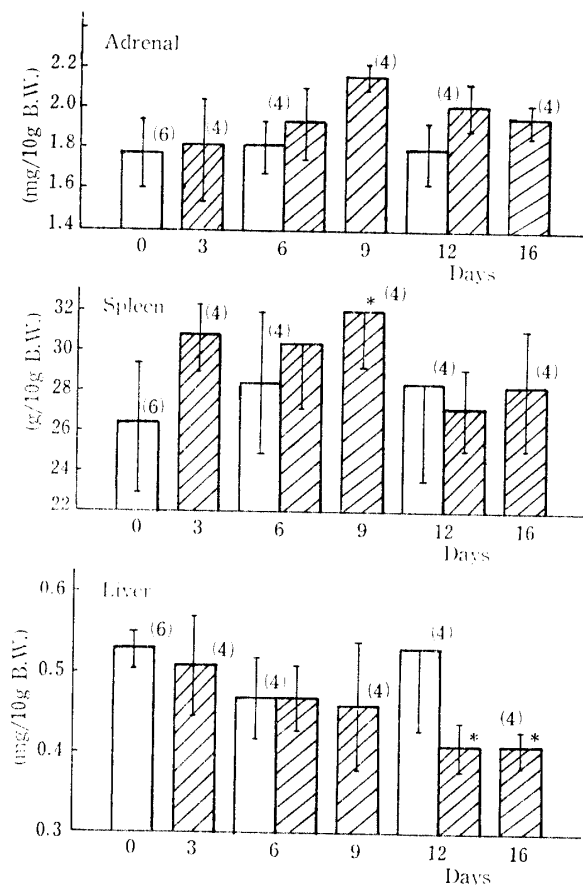 Adrenal
(mg/10g B.W.)
2.2
2.0
1.8
1.6
1.4
(6)
(4)
(4)
(4)
(4)
(4)
0 3 6 9 12 16
Days
Spleen
(g/10g B.W.)
32
30
28
26
24
22
(6)
(4)
(4)
* (4)
(4)
(4)
0 3 6 9 12 16
Days
Liver
(mg/10g B.W.)
0.6
0.5
0.4
0.3
(6)
(4)
(4)
(4)
(4)
*
(4)
*
0 3 6 9 12 16
Days